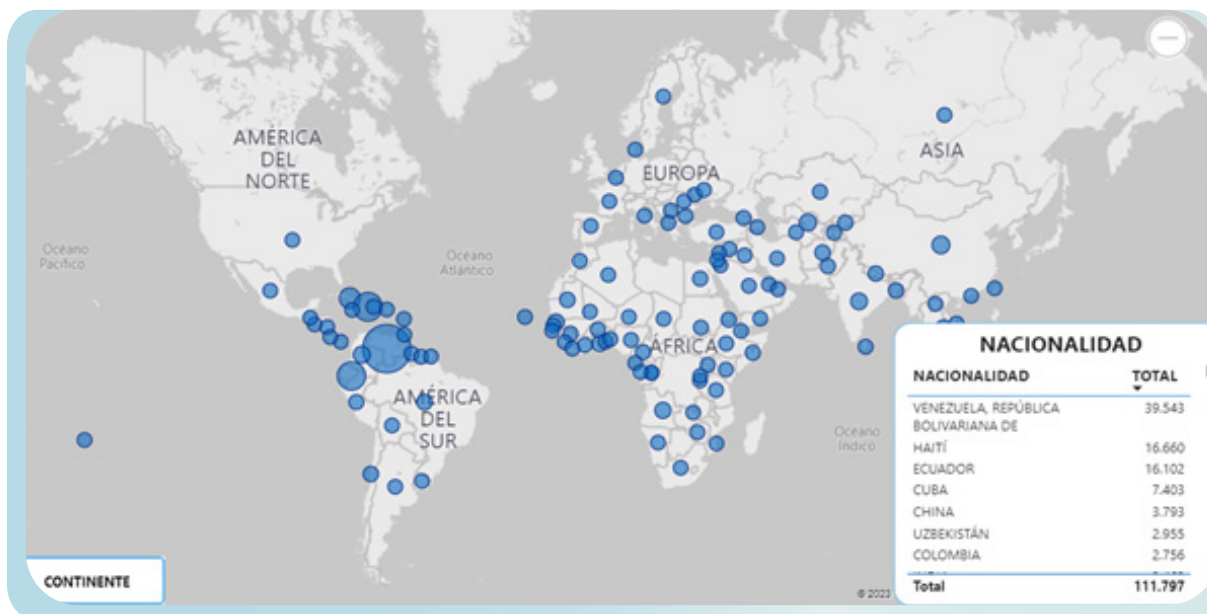 AMÉRICA
DEL
NORTE
EUROPA
ASIA
Océano
Pacífico
Océano
Atlántico
ÁFRICA
AMÉRICA
DEL
SUR
Océano
Índico
NACIONALIDAD
NACIONALIDAD TOTAL
VENEZUELA, REPÚBLICA 39.543
BOLIVARIANA DE
HAITÍ 16.660
ECUADOR 16.102
CUBA 7.403
CHINA 3.793
UZBEKISTÁN 2.955
COLOMBIA 2.756
Total 111.797
CONTINENTE
© 2023